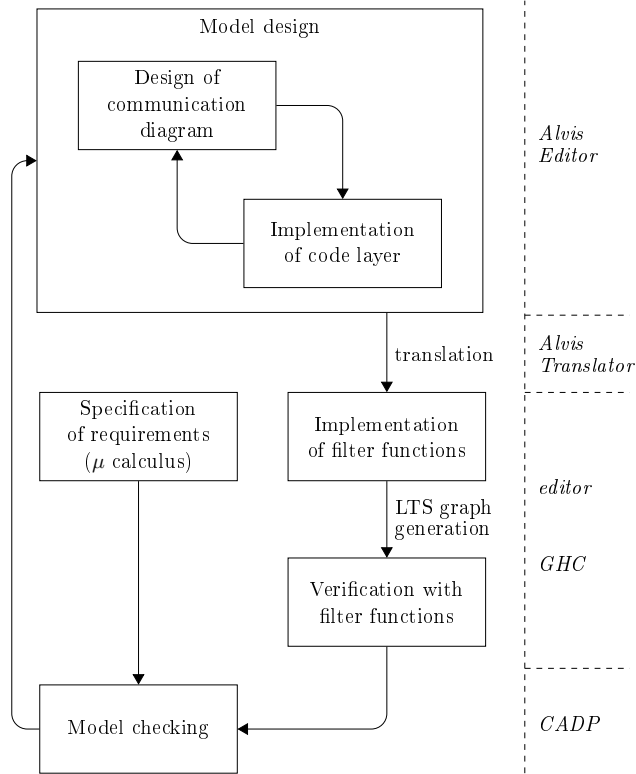 Model design
Design of
communication
diagram
Implementation
of code layer
Alvis
Editor
translation
Alvis
Translator
Specification
of requirements
(μ calculus)
Implementation
of filter functions
editor
LTS graph
generation
GHC
Verification with
filter functions
Model checking
CADP